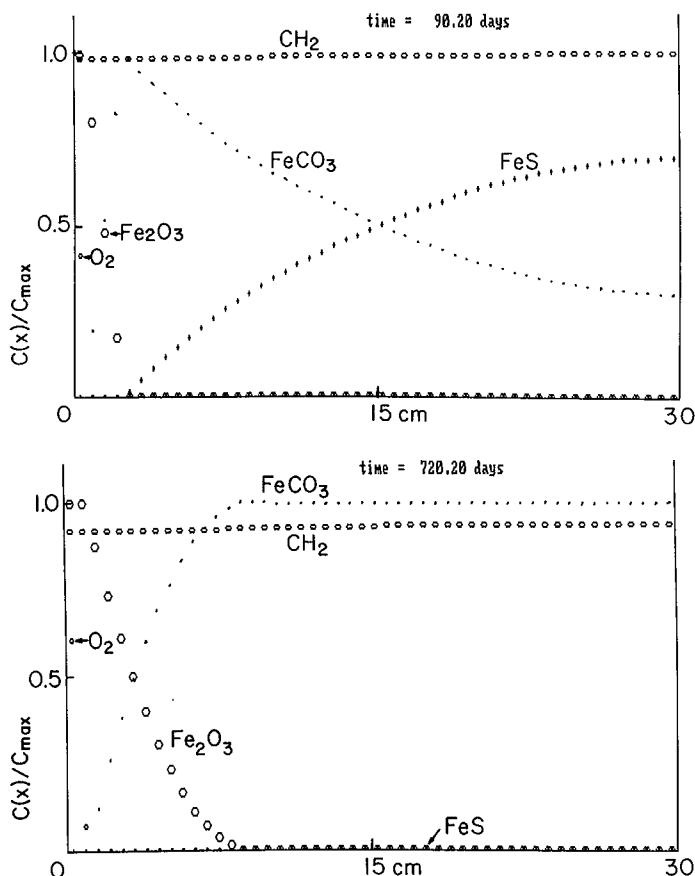 time = 90.20 days
1.0
CH2
FeCO3
FeS
0.5
Fe2O3
O2
C(x)/Cmax
0
15 cm
30
time = 720.20 days
FeCO3
1.0
CH2
O2
0.5
Fe2O3
C(x)/Cmax
FeS
0
15 cm
30